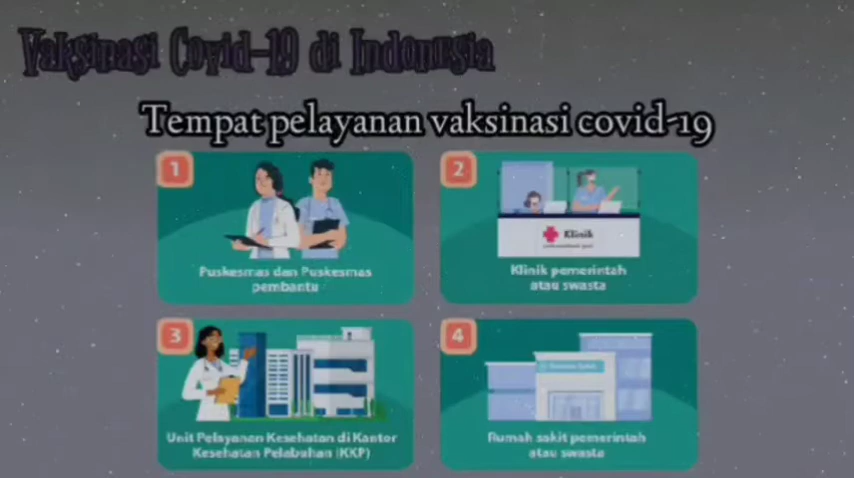 Vaksinasi Covid-19 di Indonesia
Tempat pelayanan vaksinasi covid-19
1
Puskesmas dan Puskesmas
pembantu
2
Klinik
Klinik pemerintah
atau swasta
3
Unit Pelayanan Kesehatan di Kantor
Kesehatan Pelabuhan (KKP)
4
Rumah sakit pemerintah
atau swasta